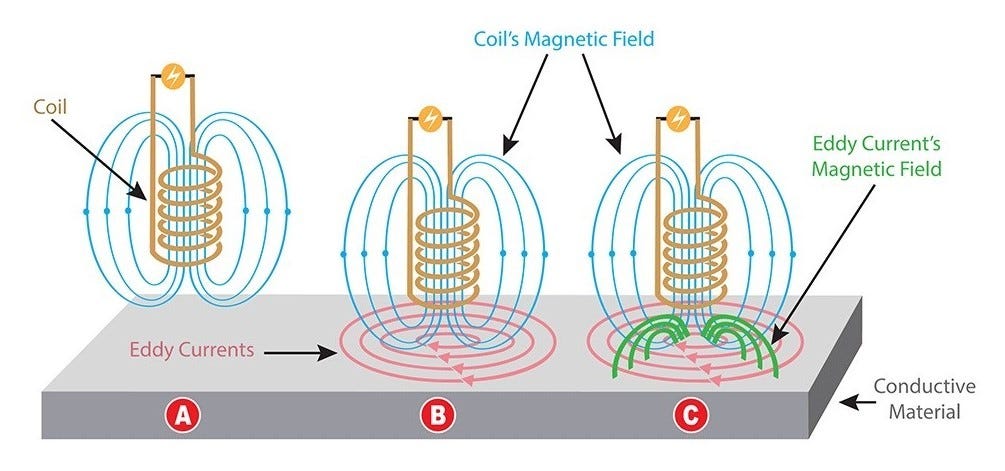 Coil's Magnetic Field
Coil
Eddy Current's
Magnetic Field
Eddy Currents
Conductive
Material
A
B
C